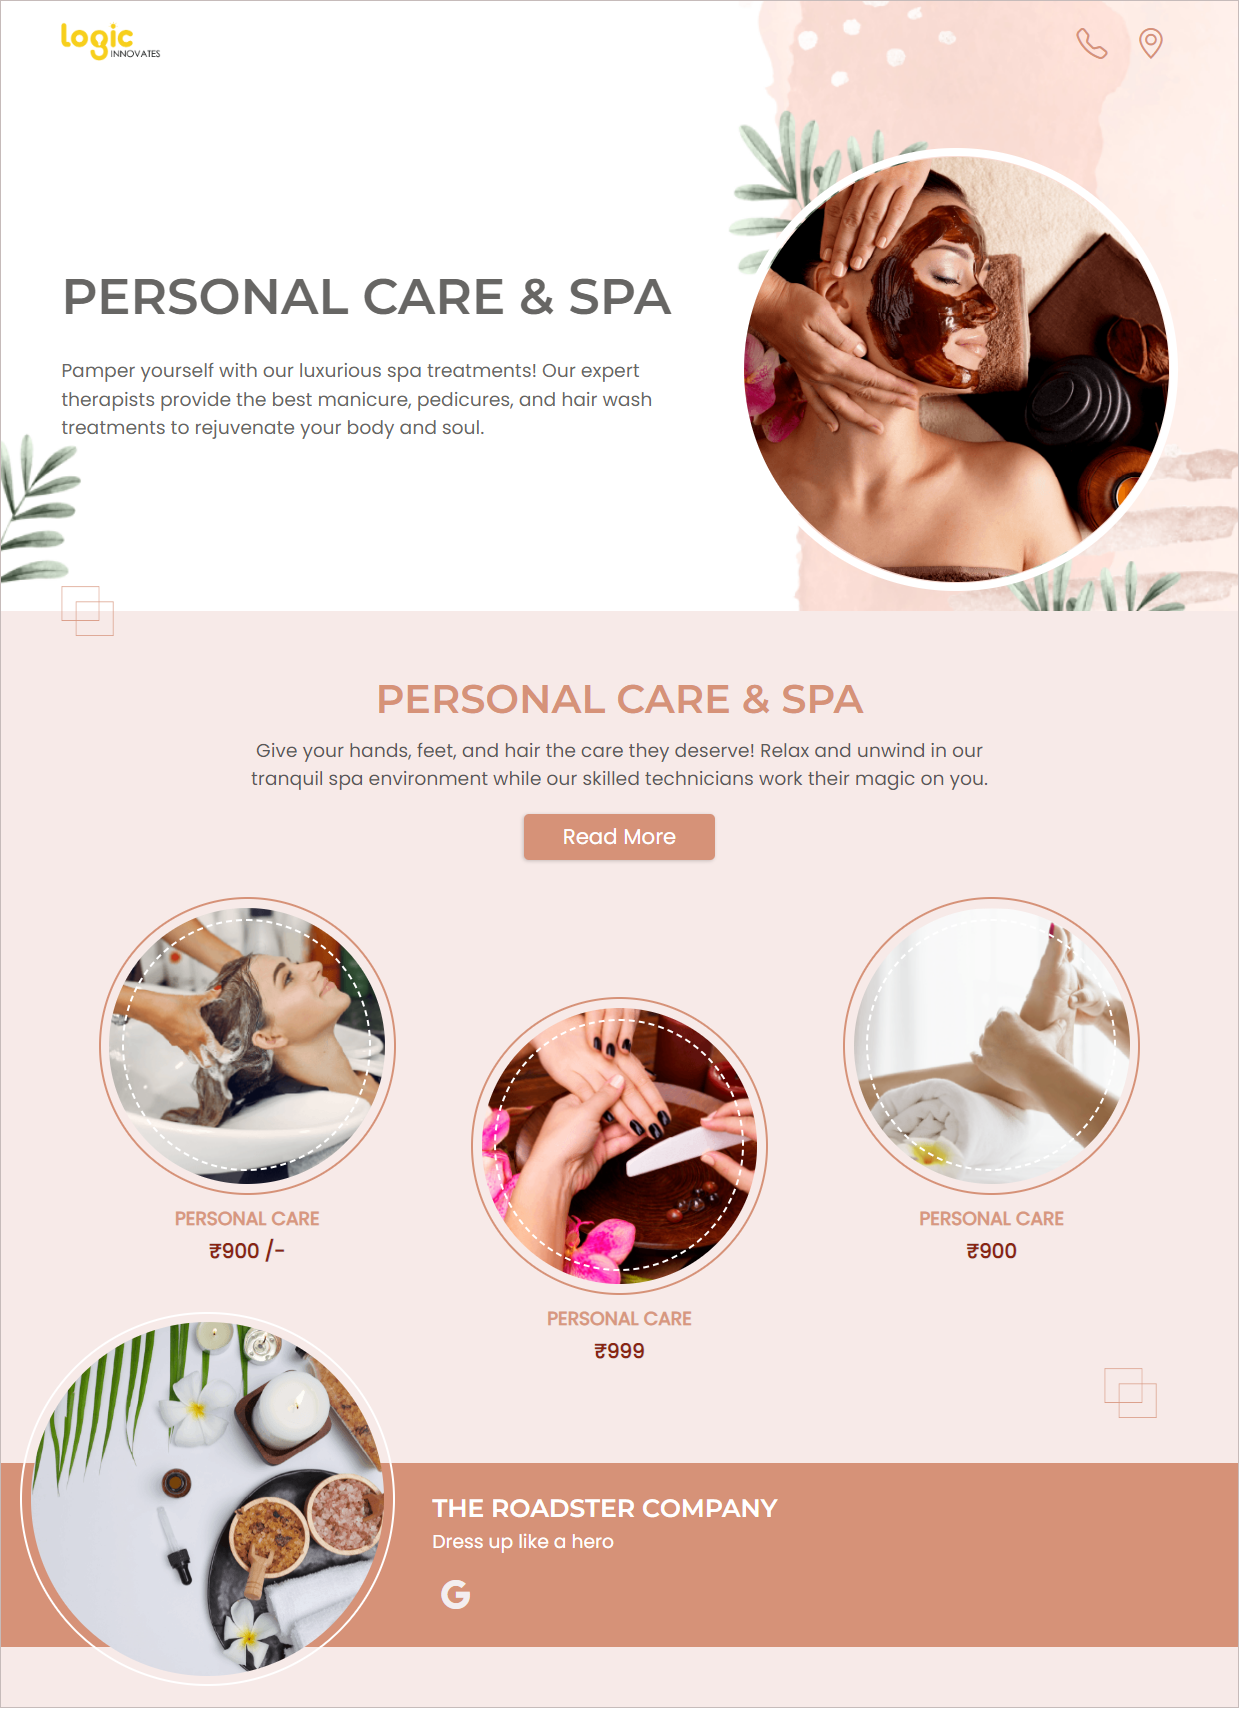 logic
INNOVATES
PERSONAL CARE & SPA
Pamper yourself with our luxurious spa treatments! Our expert
therapists provide the best manicure, pedicures, and hair wash
treatments to rejuvenate your body and soul.
PERSONAL CARE & SPA
Give your hands, feet, and hair the care they deserve! Relax and unwind in our
tranquil spa environment while our skilled technicians work their magic on you.
Read More
PERSONAL CARE
₹900 /-
PERSONAL CARE
₹999
PERSONAL CARE
₹900
THE ROADSTER COMPANY
Dress up like a hero
G